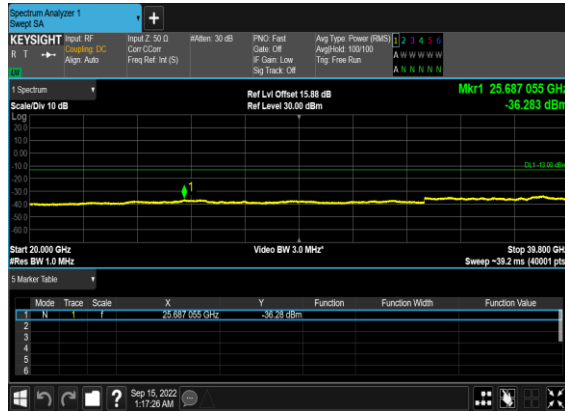 Spectrum Analyzer 1
Swept SA
+
KEYSIGHT Input: RF Input Z: 50 Ω #Atten: 30 dB PNO: Fast Avg Type: Power (RMS) 1 2 3 4 5 6
R T Coupling: DC Corr CCorr Gate: Off Avg|Hold: 100/100 A W W W W W
Align: Auto Freq Ref: Int (S) IF Gain: Low Trig: Free Run A N N N N N
LW Sig Track: Off
1 Spectrum Ref Lvl Offset 15.88 dB Mkr1 25.687 055 GHz
Scale/Div 10 dB Ref Level 30.00 dBm -36.283 dBm
Log
20.0
10.0
0.00
-10.0 DL1 -13.00 dBm
-20.0
1
-30.0
-40.0
-50.0
-60.0
Start 20.000 GHz Video BW 3.0 MHz* Stop 39.800 GHz
#Res BW 1.0 MHz Sweep ~39.2 ms (40001 pts)
5 Marker Table
Mode Trace Scale X Y Function Function Width Function Value
1 N 1 f 25.687 055 GHz -36.28 dBm
2
3
4
5
6
? Sep 15, 2022
1:17:26 AM